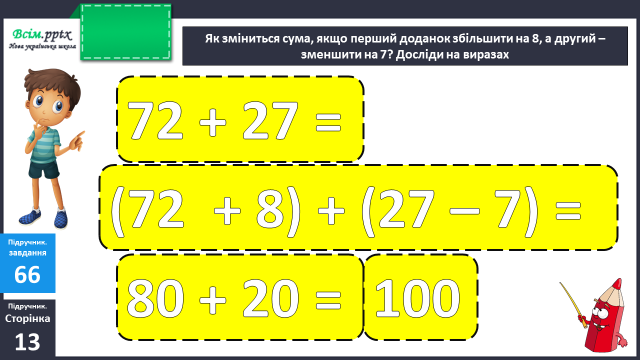 Всім.pptx
Нова українська школа
Як зміниться сума, якщо перший доданок збільшити на 8, а другий –
зменшити на 7? Досліди на виразах
72 + 27 =
(72 + 8) + (27 – 7) =
80 + 20 = 100
Підручник.
завдання
66
Підручник.
Сторінка
13